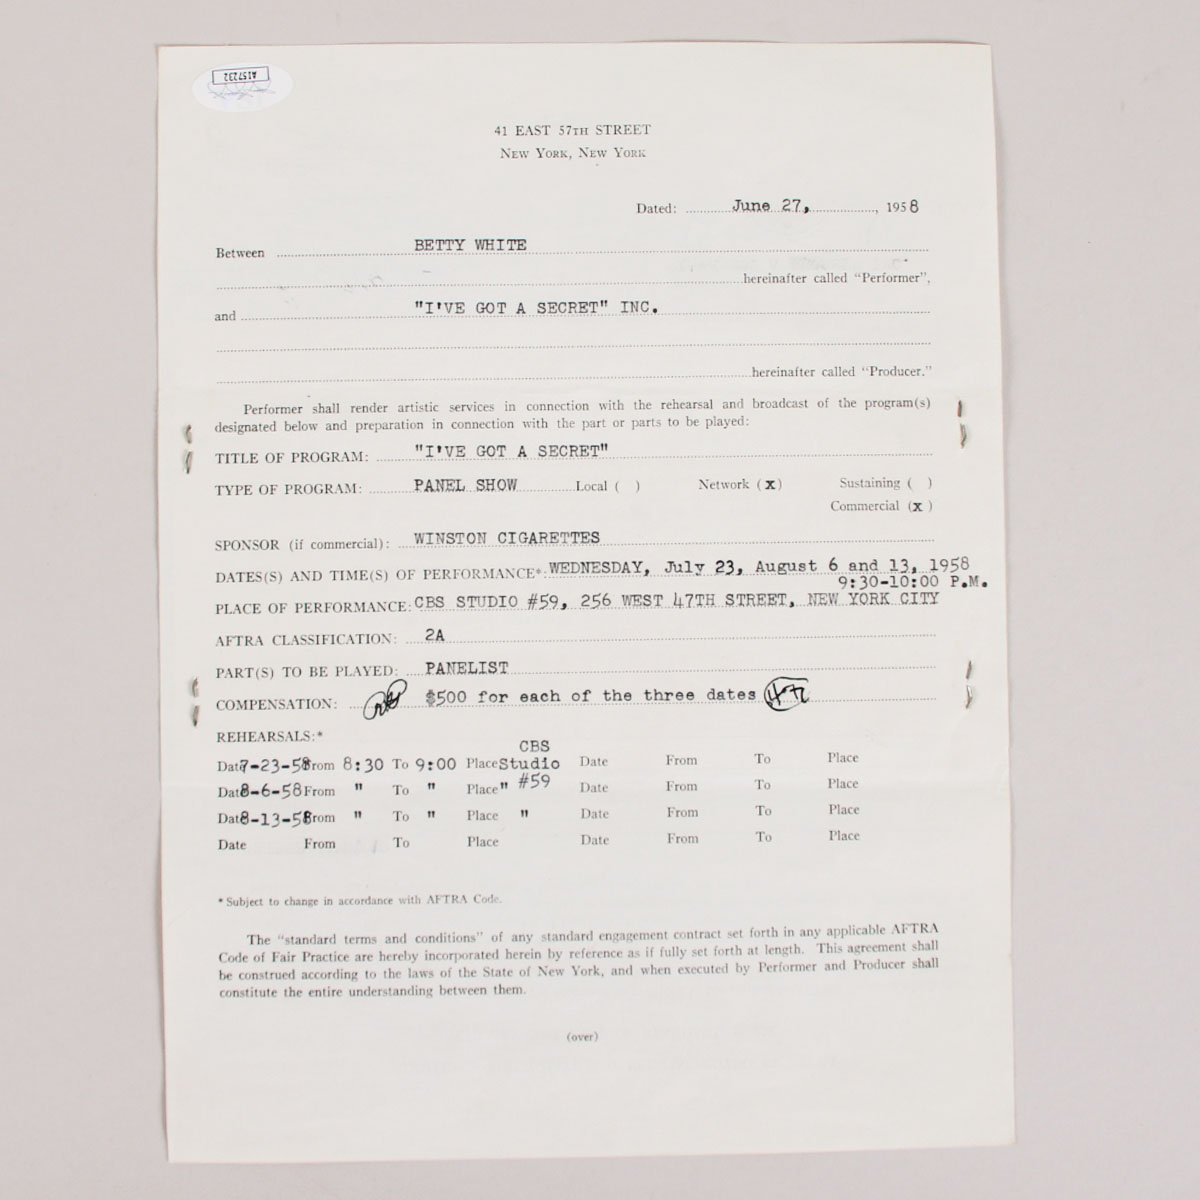 A157232
41 EAST 57TH STREET
NEW YORK, NEW YORK
Dated: June 27, , 1958
Between BETTY WHITE
hereinafter called "Performer",
and "I'VE GOT A SECRET" INC.
hereinafter called "Producer."
Performer shall render artistic services in connection with the rehearsal and broadcast of the program(s)
designated below and preparation in connection with the part or parts to be played:
TITLE OF PROGRAM: "I'VE GOT A SECRET"
TYPE OF PROGRAM: PANEL SHOW Local ( ) Network (x) Sustaining ( )
Commercial (x)
SPONSOR (if commercial): WINSTON CIGARETTES
DATES(S) AND TIME(S) OF PERFORMANCE* WEDNESDAY, July 23, August 6 and 13, 1958
9:30-10:00 P.M.
PLACE OF PERFORMANCE: CBS STUDIO #59, 256 WEST 47TH STREET, NEW YORK CITY
AFTRA CLASSIFICATION: 2A
PART(S) TO BE PLAYED: PANELIST
COMPENSATION: $500 for each of the three dates
REHEARSALS:*
CBS
Date 7-23-58 From 8:30 To 9:00 Place Studio Date From To Place
#59
Date 8-6-58 From " To " Place " Date From To Place
Date 8-13-58 From " To " Place " Date From To Place
Date From To Place Date From To Place
* Subject to change in accordance with AFTRA Code.
The "standard terms and conditions" of any standard engagement contract set forth in any applicable AFTRA
Code of Fair Practice are hereby incorporated herein by reference as if fully set forth at length. This agreement shall
be construed according to the laws of the State of New York, and when executed by Performer and Producer shall
constitute the entire understanding between them.
(over)